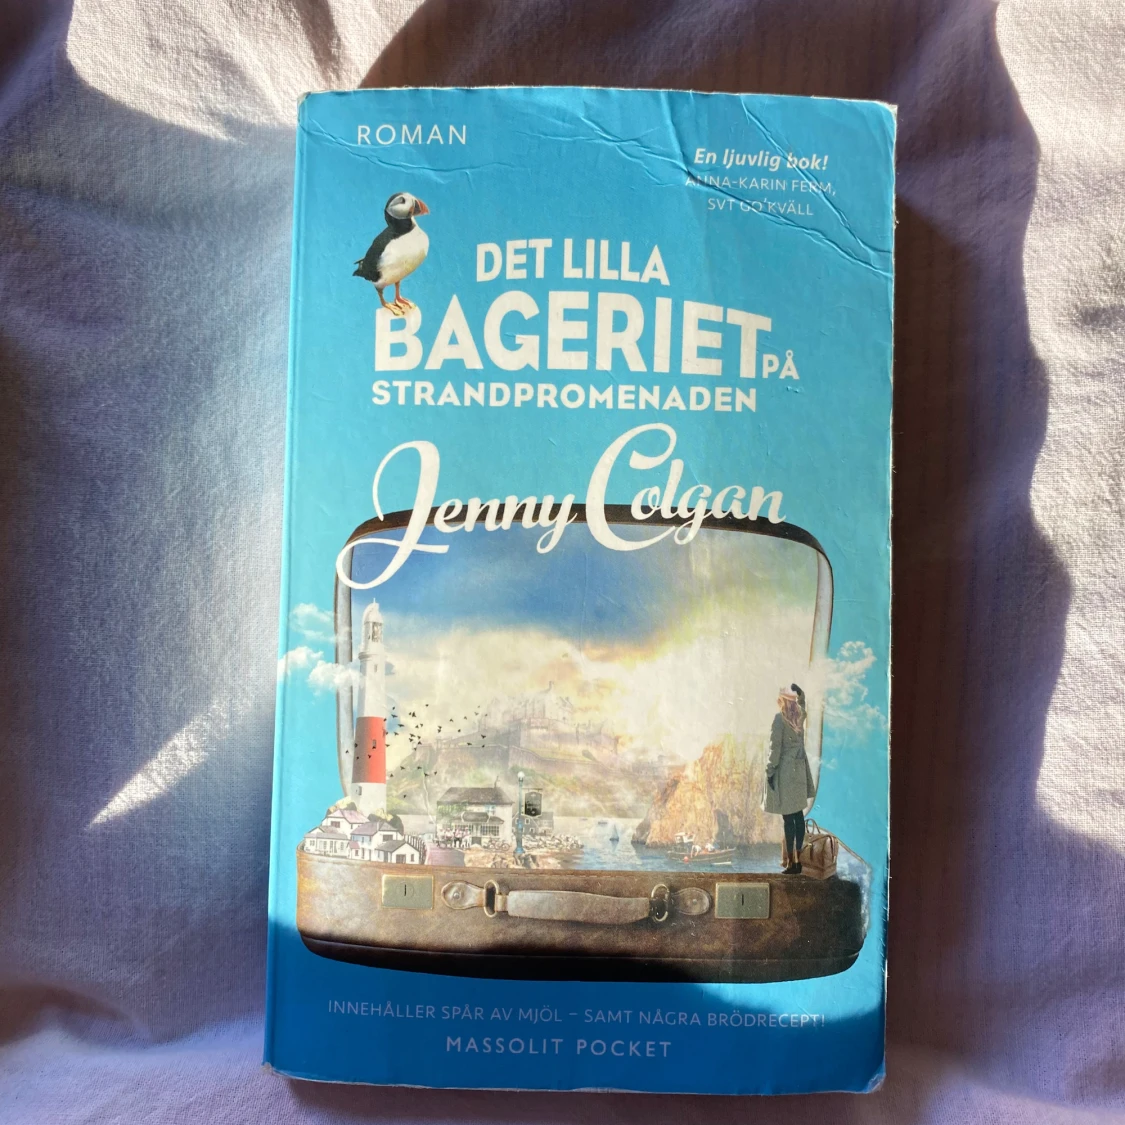 ROMAN
En ljuvlig bok!
ANNA-KARIN FERM,
SVT GO'KVÄLL
DET LILLA
BAGERIET PÅ
STRANDPROMENADEN
Jenny Colgan
INNEHÅLLER SPÅR AV MJÖL – SAMT NÅGRA BRÖDRECEPT!
MASSOLIT POCKET